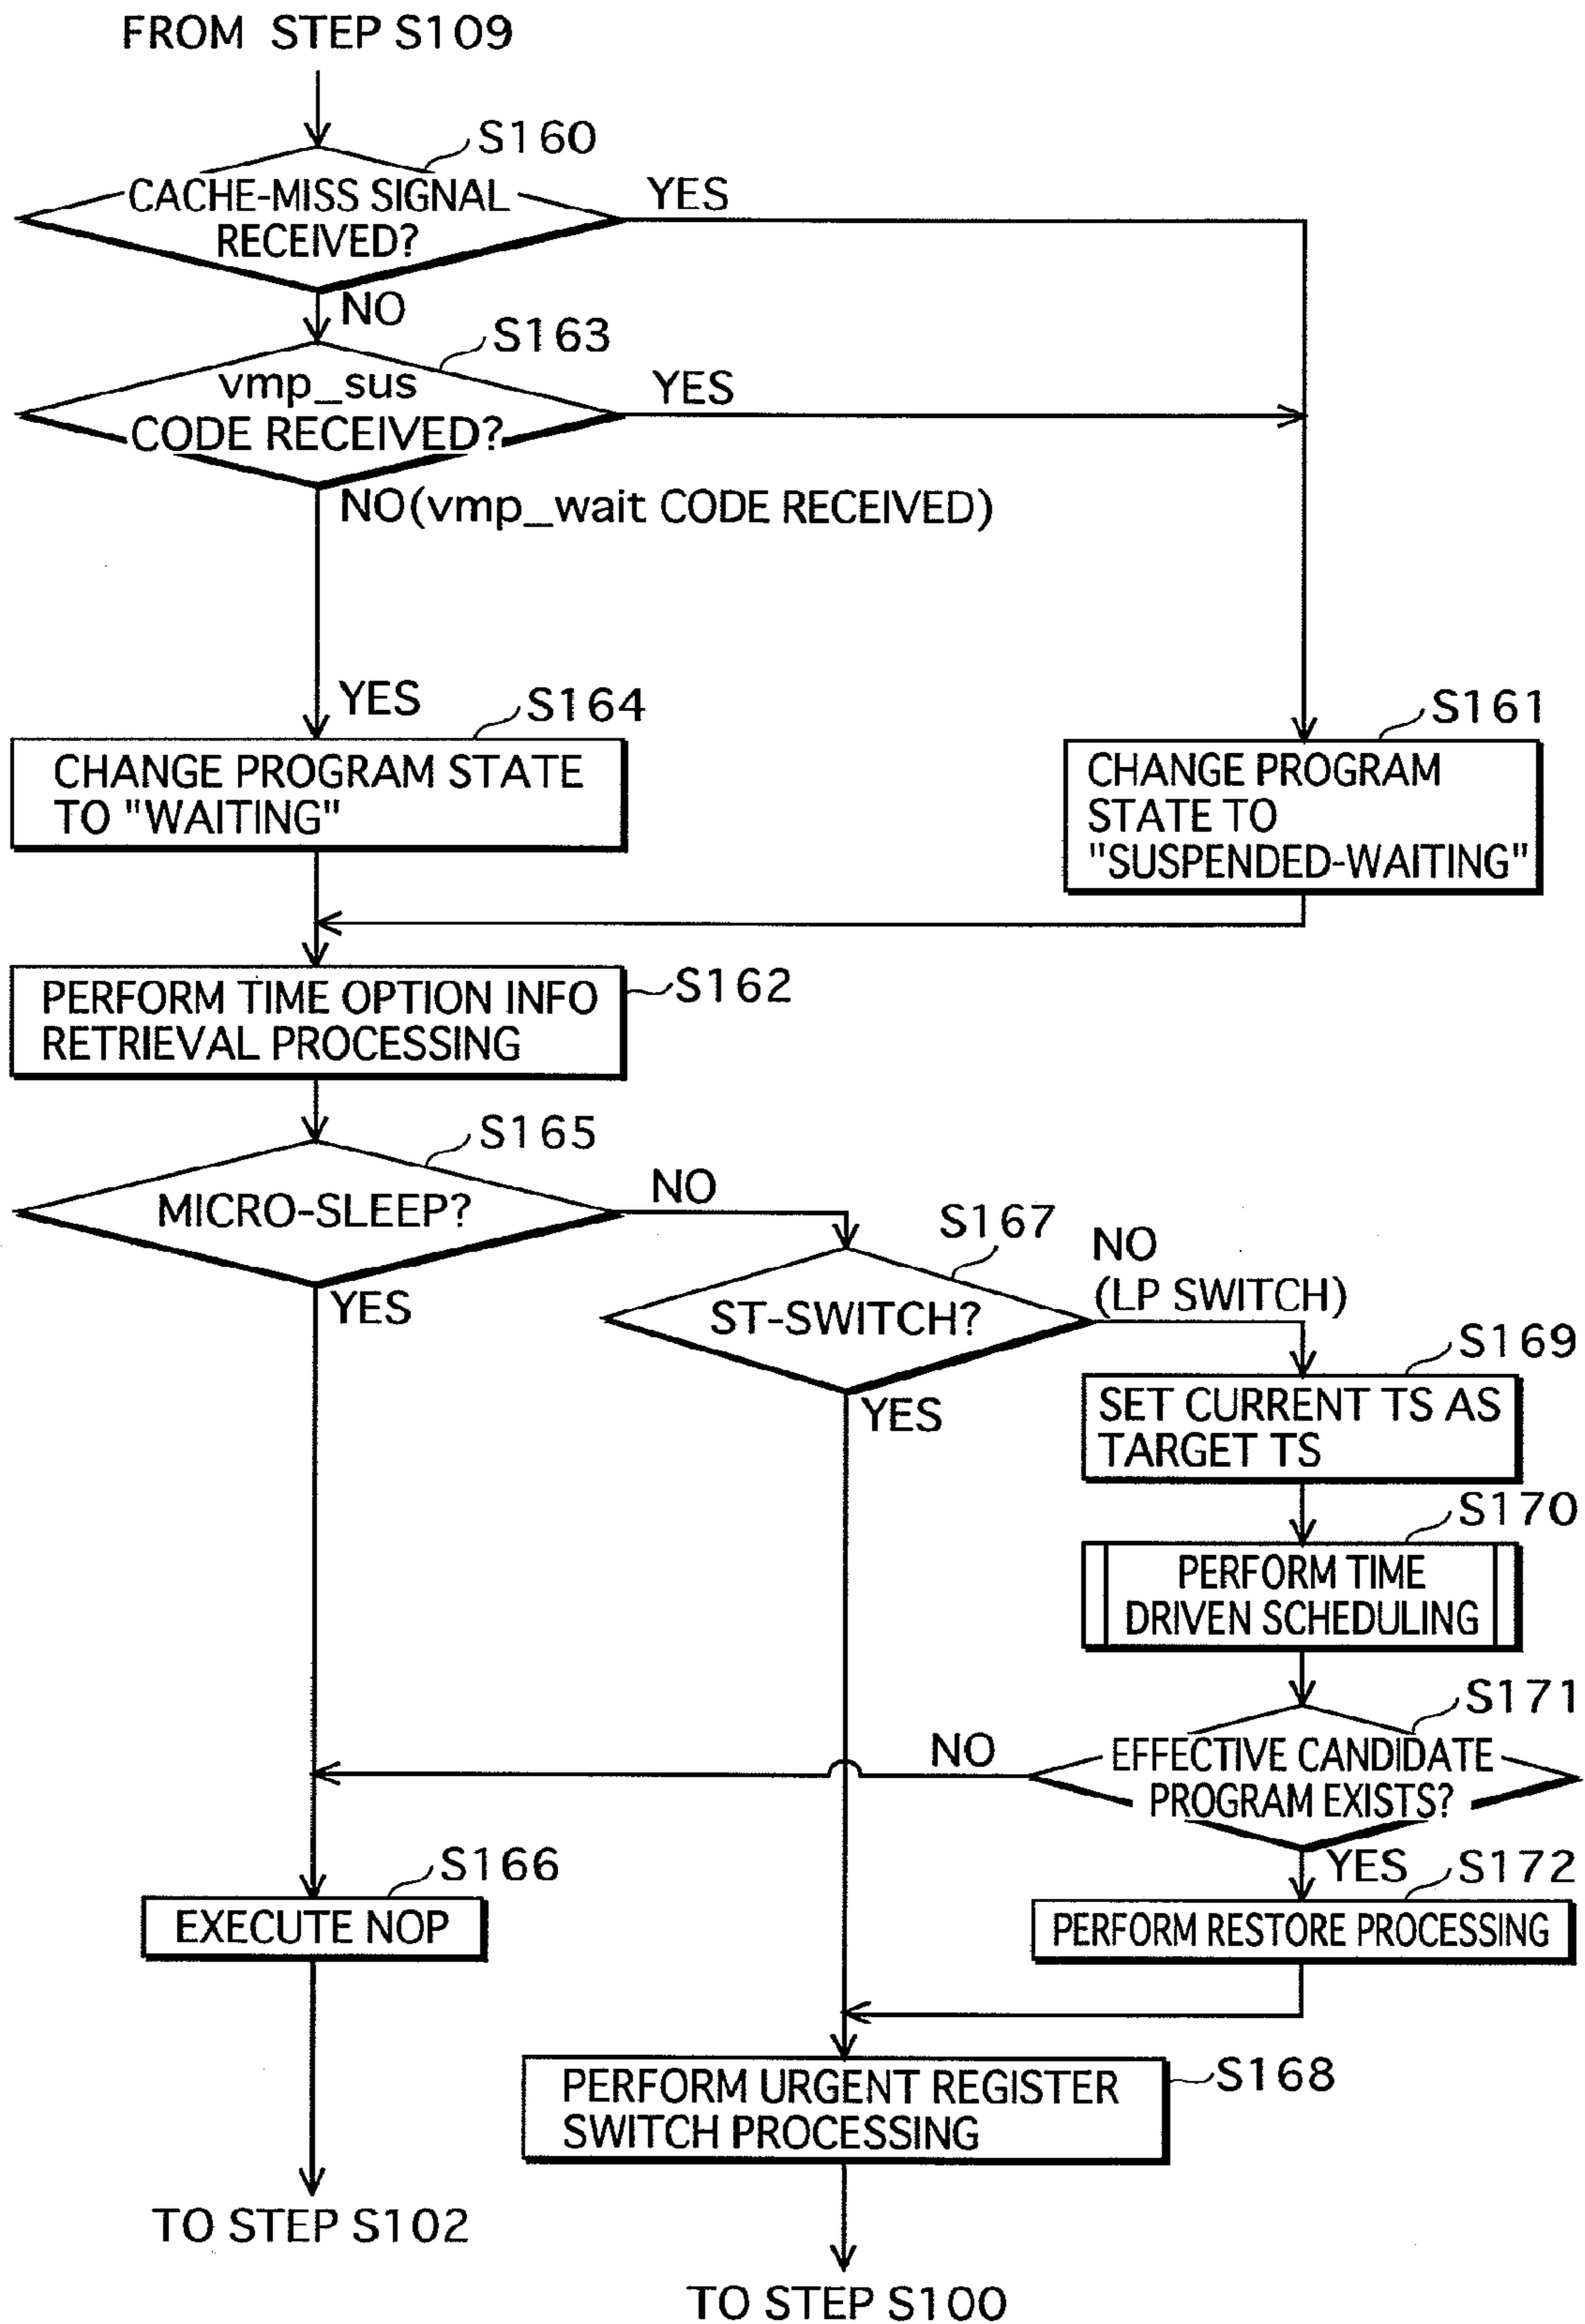 FROM STEP S109
S160
CACHE-MISS SIGNAL
RECEIVED?
YES
NO
S163
vmp_sus
CODE RECEIVED?
YES
NO(vmp_wait CODE RECEIVED)
YES
S164
CHANGE PROGRAM STATE
TO "WAITING"
S161
CHANGE PROGRAM
STATE TO
"SUSPENDED-WAITING"
PERFORM TIME OPTION INFO
RETRIEVAL PROCESSING
S162
S165
MICRO-SLEEP?
NO
YES
S167
ST-SWITCH?
NO
(LP SWITCH)
YES
S169
SET CURRENT TS AS
TARGET TS
S170
PERFORM TIME
DRIVEN SCHEDULING
S171
EFFECTIVE CANDIDATE
PROGRAM EXISTS?
NO
YES
S166
EXECUTE NOP
S172
PERFORM RESTORE PROCESSING
PERFORM URGENT REGISTER
SWITCH PROCESSING
S168
TO STEP S102
TO STEP S100